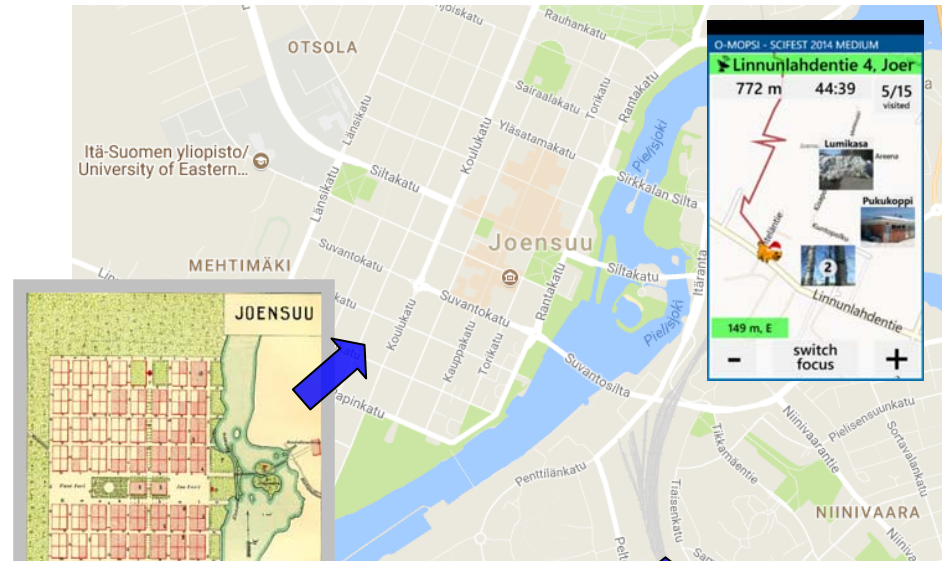 Rauhankatu
OTSOLA
Länsikatu
Koulukatu
Sairaalakatu
Torikatu
Rantakatu
Yläsatamakatu
Pielisjoki
Itä-Suomen yliopisto/
University of Eastern...
Siltakatu
Sirkkalan Silta
Länsikatu
Joensuu
MEHTIMÄKI
Suvantokatu
Siltakatu
Itäranta
Rantakatu
Suvantokatu
Koulukatu
Kauppakatu
Torikatu
Pielisjoki
Suvantosilta
Penttilänkatu
Traisenkatu
Tikkamäentie
Niinivaarantie
Pielisensuunkatu
Sortavalankatu
NIINIVAARA
JOENSUU
O-MOPSI - SCIFEST 2014 MEDIUM
Linnunlahdentie 4, Joer
772 m 44:39 5/15
visited
Lumikasa
Areena
Pukukoppi
Kuntopolku
2
Linnunlahdentie
149 m, E
- switch +
focus